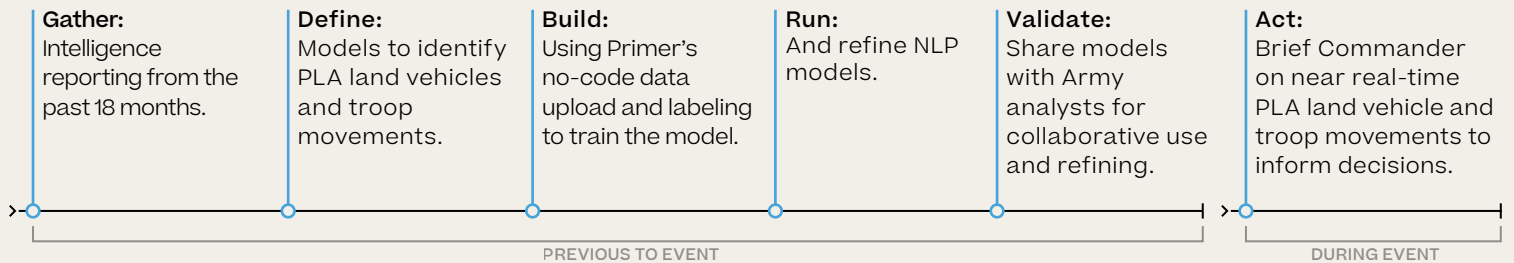 Gather:
Intelligence
reporting from the
past 18 months.
Define:
Models to identify
PLA land vehicles
and troop
movements.
Build:
Using Primer’s
no-code data
upload and labeling
to train the model.
Run:
And refine NLP
models.
Validate:
Share models
with Army
analysts for
collaborative use
and refining.
Act:
Brief Commander
on near real-time
PLA land vehicle and
troop movements to
inform decisions.
PREVIOUS TO EVENT
DURING EVENT